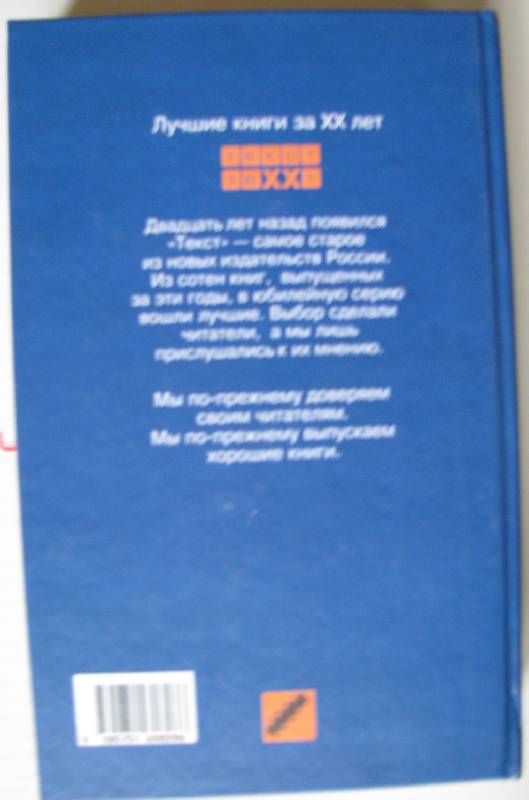 Лучшие книги за XX лет
XX
Двадцать лет назад появился
«Текст» — самое старое
из новых издательств России.
Из сотен книг, выпущенных
за эти годы, в юбилейную серию
вошли лучшие. Выбор сделали
читатели, а мы лишь
прислушались к их мнению.
Мы по-прежнему доверяем
своим читателям.
Мы по-прежнему выпускаем
хорошие книги.